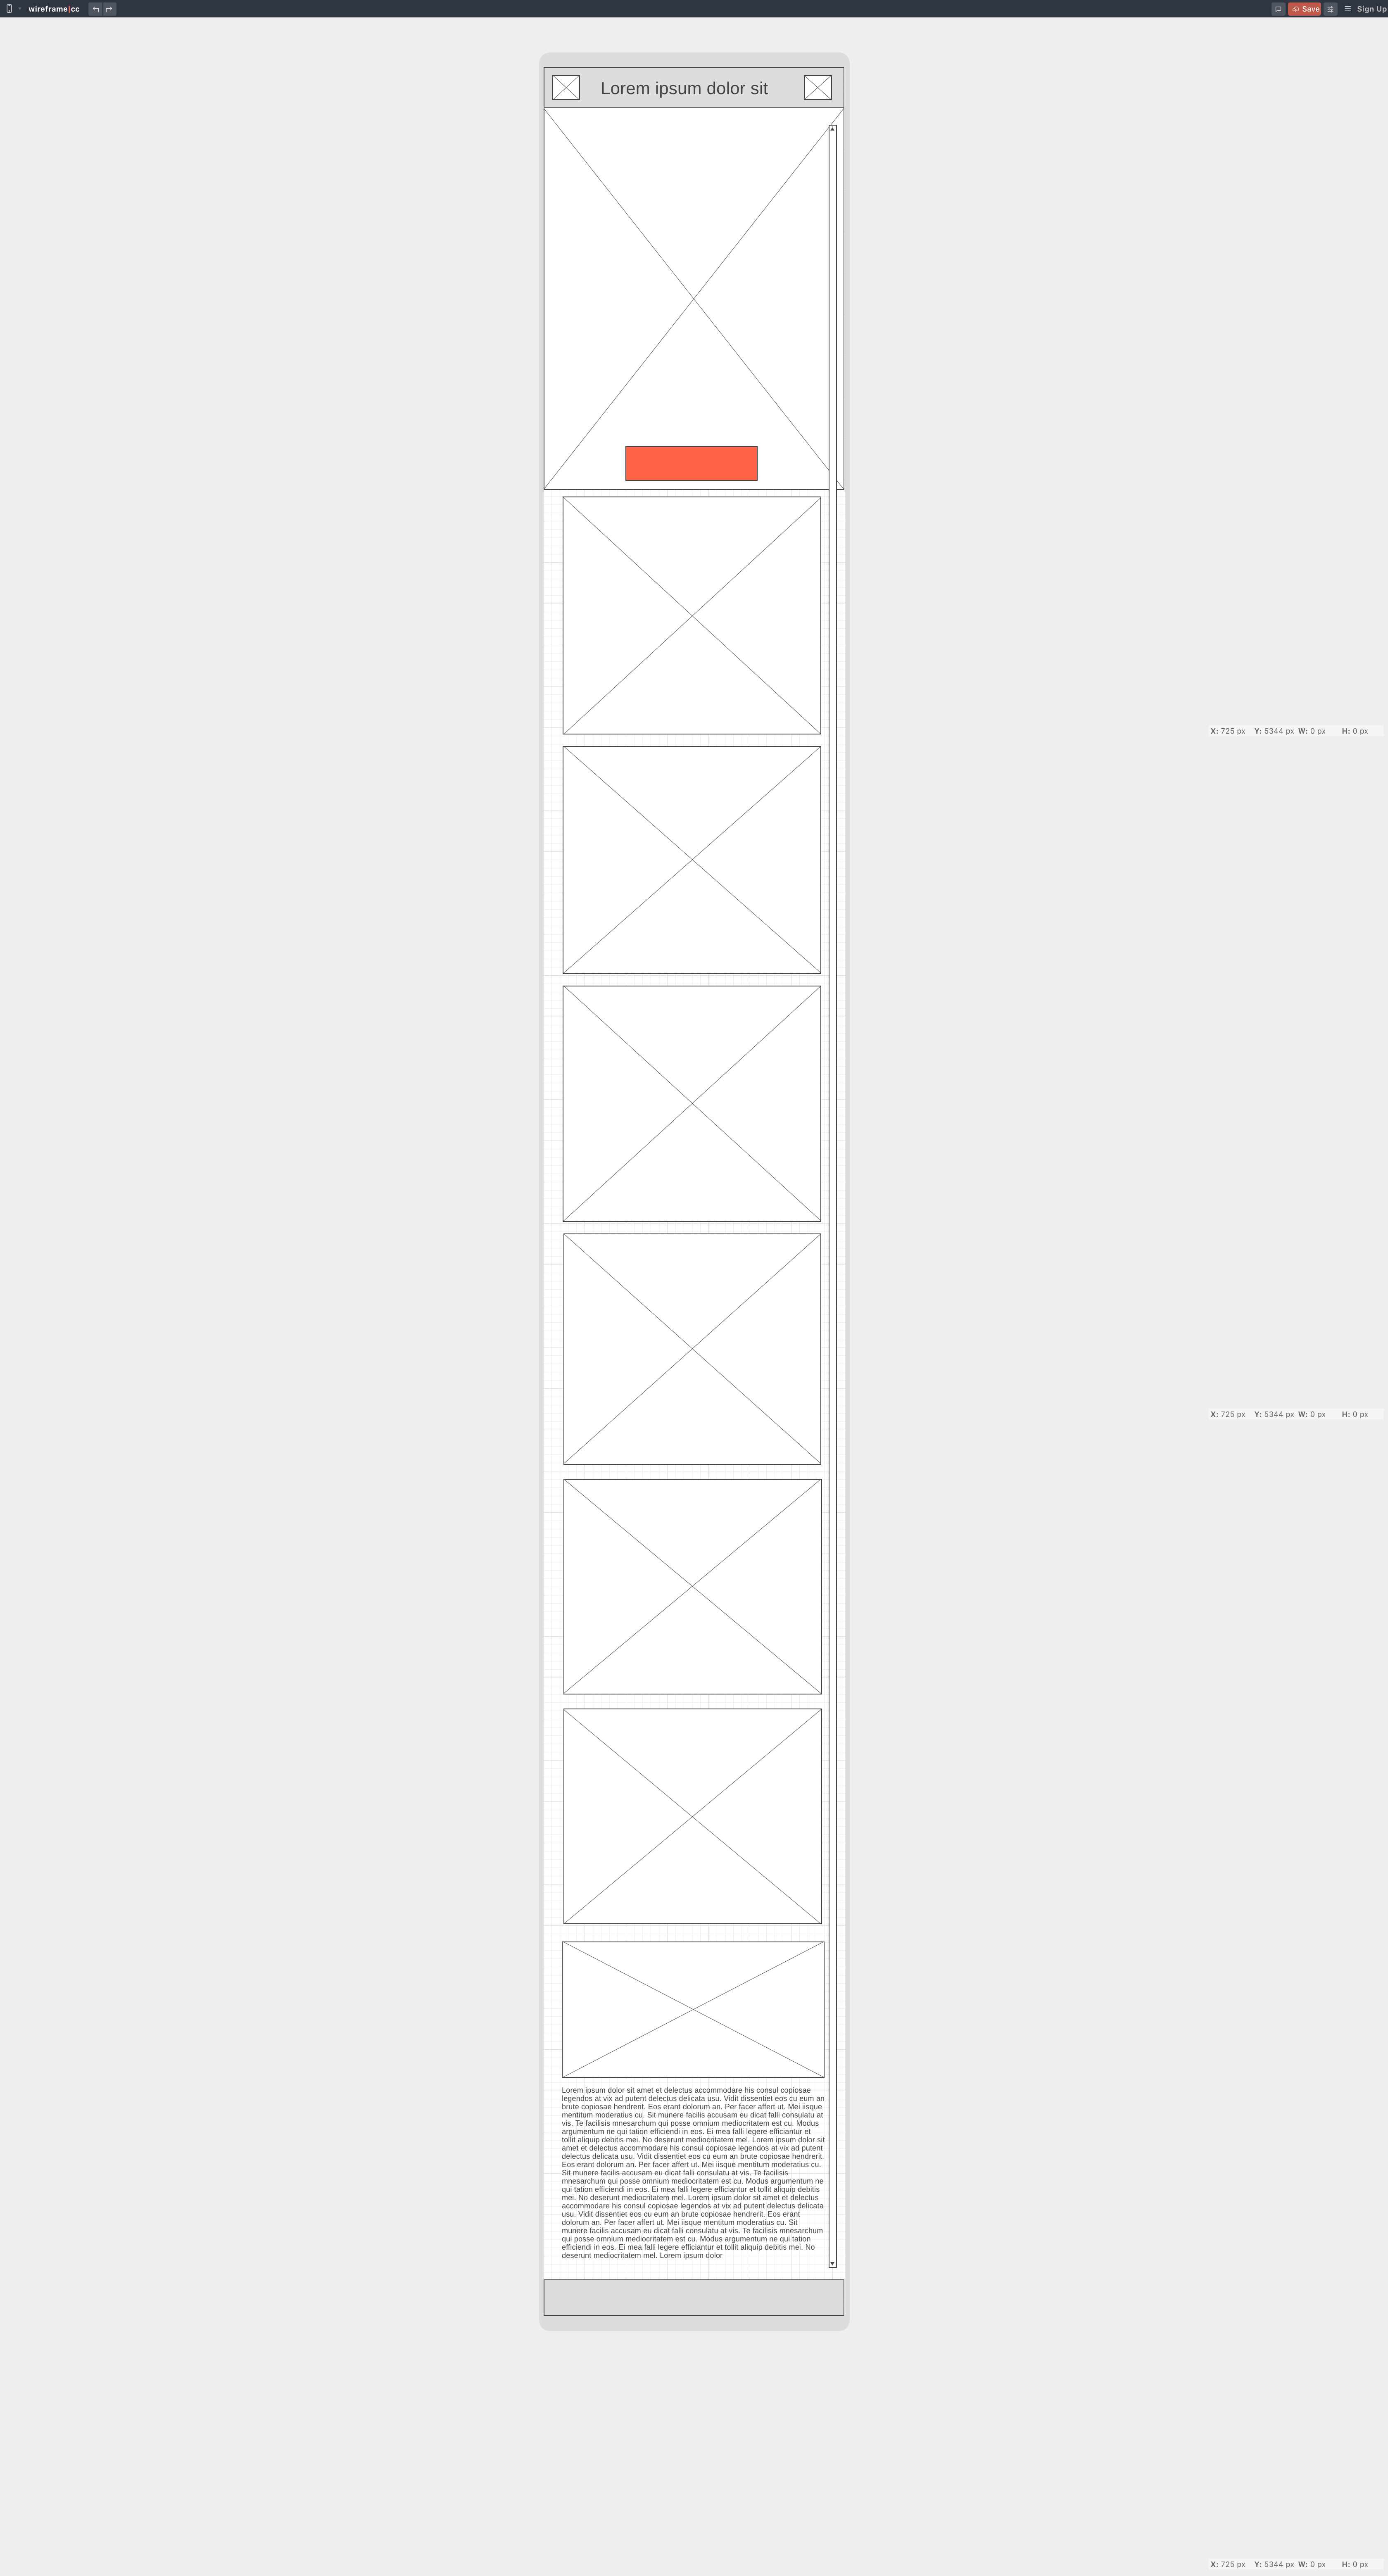 wireframe|cc
Save
Sign Up
Lorem ipsum dolor sit
X: 725 px Y: 5344 px W: 0 px H: 0 px
X: 725 px Y: 5344 px W: 0 px H: 0 px
Lorem ipsum dolor sit amet et delectus accommodare his consul copiosae
legendos at vix ad putent delectus delicata usu. Vidit dissentiet eos cu eum an
brute copiosae hendrerit. Eos erant dolorum an. Per facer affert ut. Mei iisque
mentitum moderatius cu. Sit munere facilis accusam eu dicat falli consulatu at
vis. Te facilisis mnesarchum qui posse omnium mediocritatem est cu. Modus
argumentum ne qui tation efficiendi in eos. Ei mea falli legere efficiantur et
tollit aliquip debitis mei. No deserunt mediocritatem mel. Lorem ipsum dolor sit
amet et delectus accommodare his consul copiosae legendos at vix ad putent
delectus delicata usu. Vidit dissentiet eos cu eum an brute copiosae hendrerit.
Eos erant dolorum an. Per facer affert ut. Mei iisque mentitum moderatius cu.
Sit munere facilis accusam eu dicat falli consulatu at vis. Te facilisis
mnesarchum qui posse omnium mediocritatem est cu. Modus argumentum ne
qui tation efficiendi in eos. Ei mea falli legere efficiantur et tollit aliquip debitis
mei. No deserunt mediocritatem mel. Lorem ipsum dolor sit amet et delectus
accommodare his consul copiosae legendos at vix ad putent delectus delicata
usu. Vidit dissentiet eos cu eum an brute copiosae hendrerit. Eos erant
dolorum an. Per facer affert ut. Mei iisque mentitum moderatius cu. Sit
munere facilis accusam eu dicat falli consulatu at vis. Te facilisis mnesarchum
qui posse omnium mediocritatem est cu. Modus argumentum ne qui tation
efficiendi in eos. Ei mea falli legere efficiantur et tollit aliquip debitis mei. No
deserunt mediocritatem mel. Lorem ipsum dolor
X: 725 px Y: 5344 px W: 0 px H: 0 px